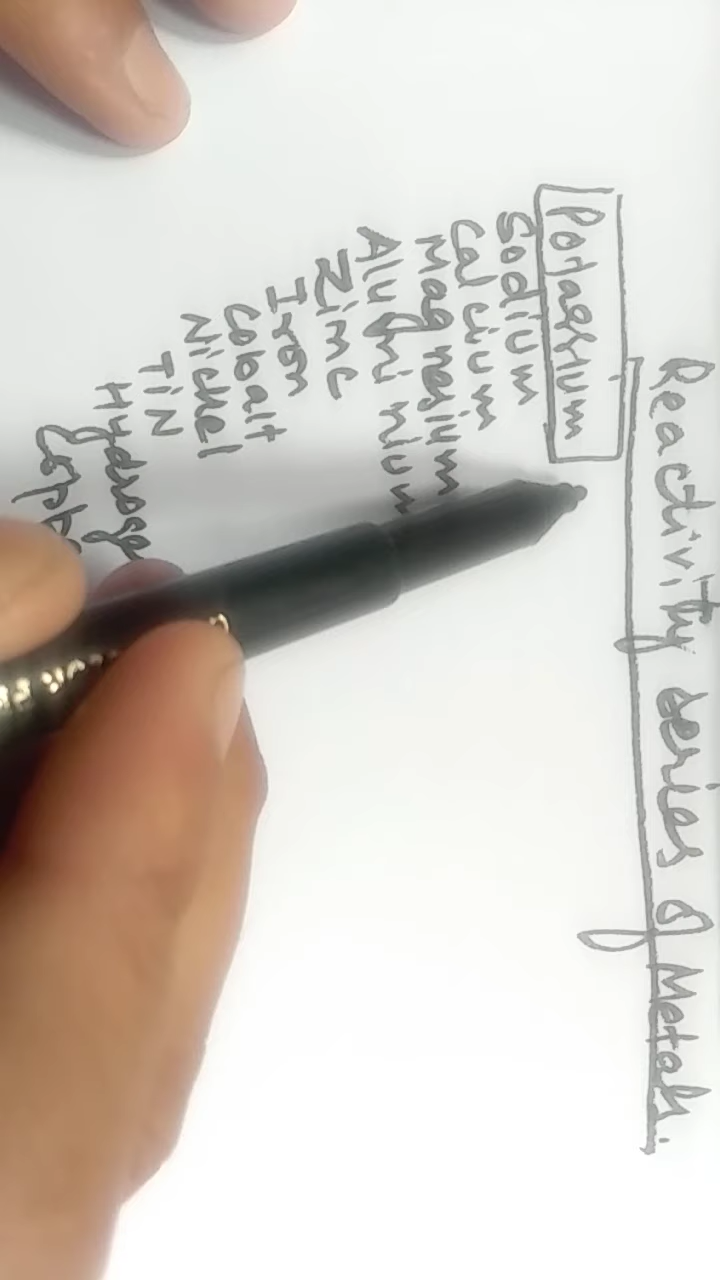 Reactivity series of Metals.
Potassium
Sodium
Calcium
Magnesium
Aluminium
Zinc
Iron
Cobalt
Nickel
TiN